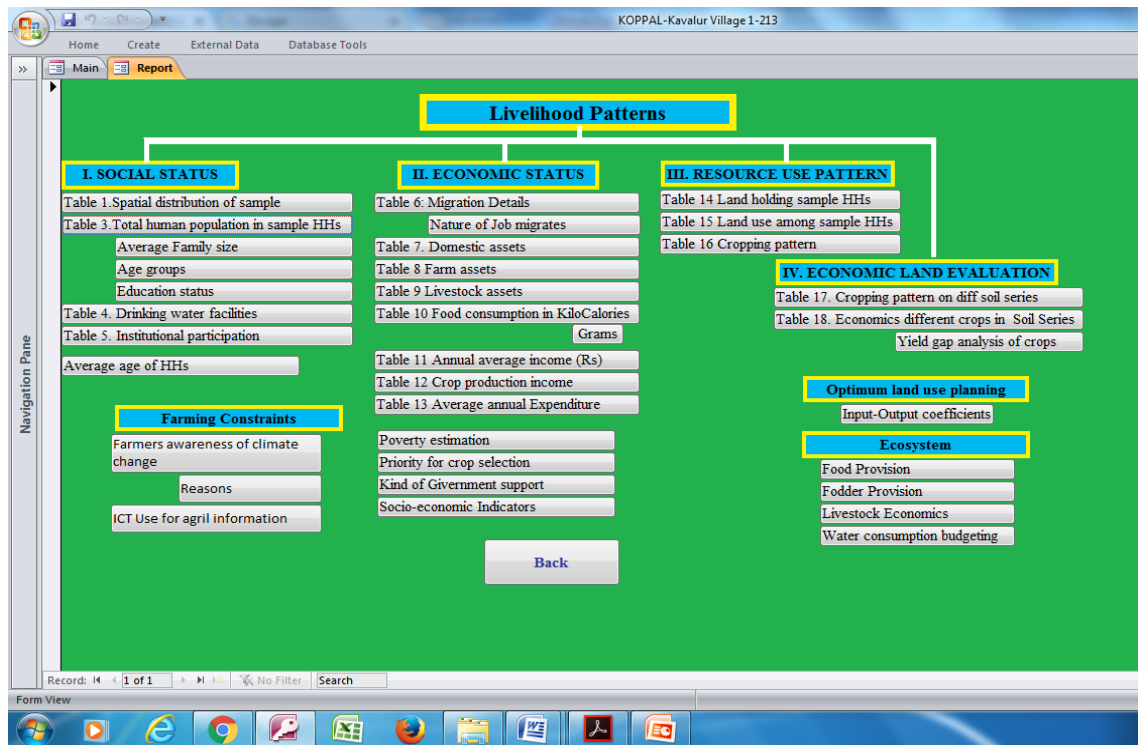 KOPPAL-Kavalur Village 1-213
Home Create External Data Database Tools
Main Report
Navigation Pane
Livelihood Patterns
I. SOCIAL STATUS
Table 1.Spatial distribution of sample
Table 3.Total human population in sample HHs
Average Family size
Age groups
Education status
Table 4. Drinking water facilities
Table 5. Institutional participation
Average age of HHs
Farming Constraints
Farmers awareness of climate
change
Reasons
ICT Use for agril information
II. ECONOMIC STATUS
Table 6: Migration Details
Nature of Job migrates
Table 7. Domestic assets
Table 8 Farm assets
Table 9 Livestock assets
Table 10 Food consumption in KiloCalories
Grams
Table 11 Annual average income (Rs)
Table 12 Crop production income
Table 13 Average annual Expenditure
Poverty estimation
Priority for crop selection
Kind of Givernment support
Socio-economic Indicators
Back
III. RESOURCE USE PATTERN
Table 14 Land holding sample HHs
Table 15 Land use among sample HHs
Table 16 Cropping pattern
IV. ECONOMIC LAND EVALUATION
Table 17. Cropping pattern on diff soil series
Table 18. Economics different crops in Soil Series
Yield gap analysis of crops
Optimum land use planning
Input-Output coefficients
Ecosystem
Food Provision
Fodder Provision
Livestock Economics
Water consumption budgeting
Record: 1 of 1 No Filter Search
Form View